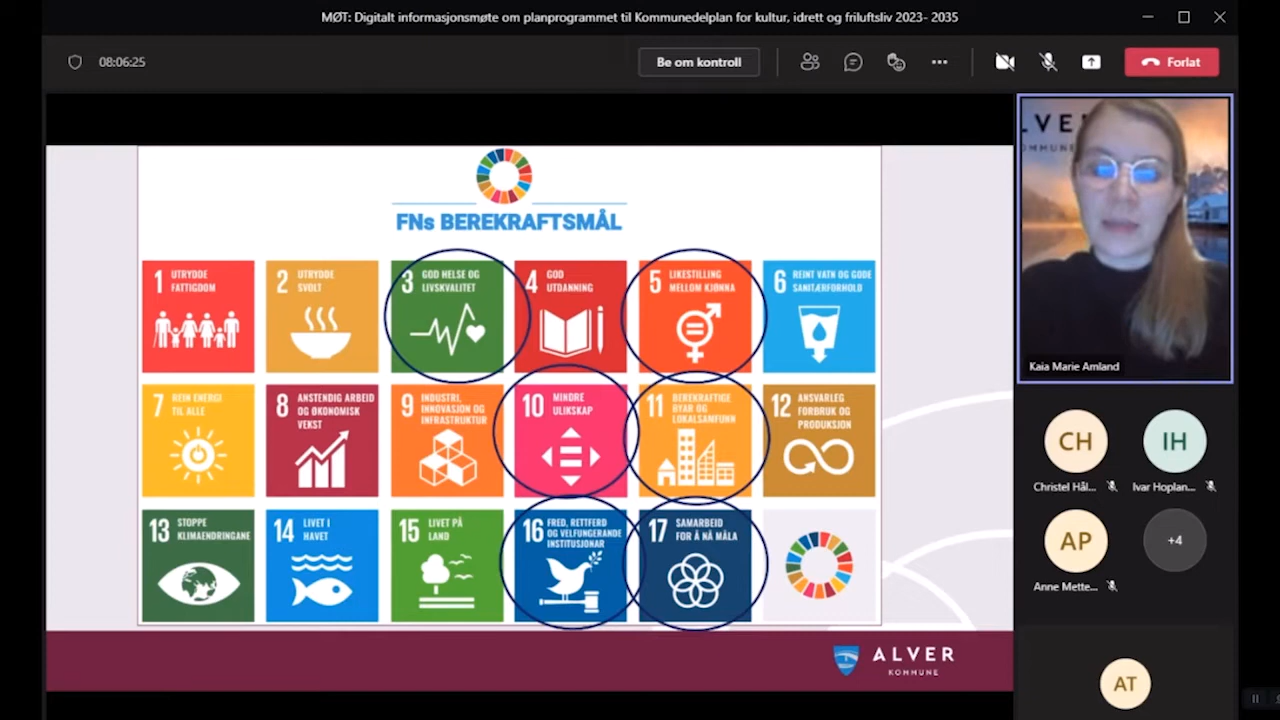 MØT: Digitalt informasjonsmøte om planprogrammet til Kommunedelplan for kultur, idrett og friluftsliv 2023- 2035
08:06:25
Be om kontroll
Forlat
FNs BEREKRAFTSMÅL
1 UTRYDDE
FATTIGDOM
2 UTRYDDE
SVOLT
3 GOD HELSE OG
LIVSKVALITET
4 GOD
UTDANNING
5 LIKESTILLING
MELLOM KJØNNA
6 REINT VATN OG GODE
SANITÆRFORHOLD
7 REIN ENERGI
TIL ALLE
8 ANSTENDIG ARBEID
OG ØKONOMISK
VEKST
9 INDUSTRI,
INNOVASJON OG
INFRASTRUKTUR
10 MINDRE
ULIKSKAP
11 BEREKRAFTIGE
BYAR OG
LOKALSAMFUNN
12 ANSVARLEG
FORBRUK OG
PRODUKSJON
13 STOPPE
KLIMAENDRINGANE
14 LIVET I
HAVET
15 LIVET PÅ
LAND
16 FRED, RETTFERD
OG VELFUNGERANDE
INSTITUSJONAR
17 SAMARBEID
FOR Å NÅ MÅLA
ALVER
KOMMUNE
LVER
OMMUNE
Kaia Marie Amland
CH
Christel Hål...
IH
Ivar Hoplan...
AP
Anne Mette...
+4
AT